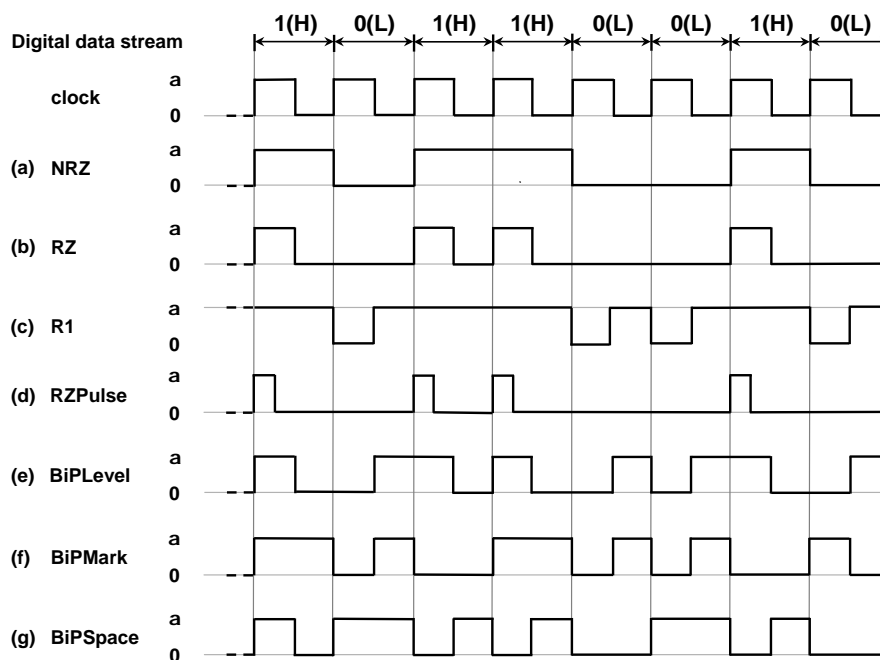 1(H) 0(L) 1(H) 1(H) 0(L) 0(L) 1(H) 0(L)
Digital data stream
a
clock
0
a
(a) NRZ
0
a
(b) RZ
0
a
(c) R1
0
a
(d) RZPulse
0
a
(e) BiPLevel
0
a
(f) BiPMark
0
a
(g) BiPSpace
0